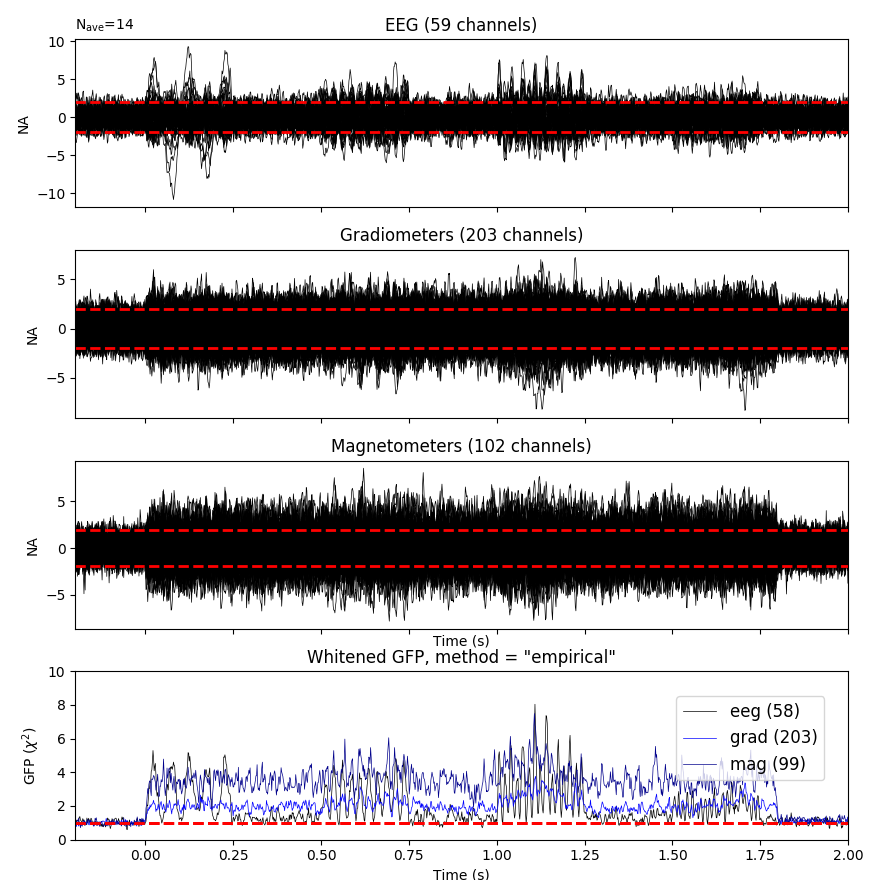 N_ave=14
EEG (59 channels)
10
5
0
−5
−10
NA
Gradiometers (203 channels)
5
0
−5
NA
Magnetometers (102 channels)
5
0
−5
NA
Time (s)
Whitened GFP, method = "empirical"
10
8
6
4
2
0
GFP (χ²)
eeg (58)
grad (203)
mag (99)
0.00 0.25 0.50 0.75 1.00 1.25 1.50 1.75 2.00
Time (s)